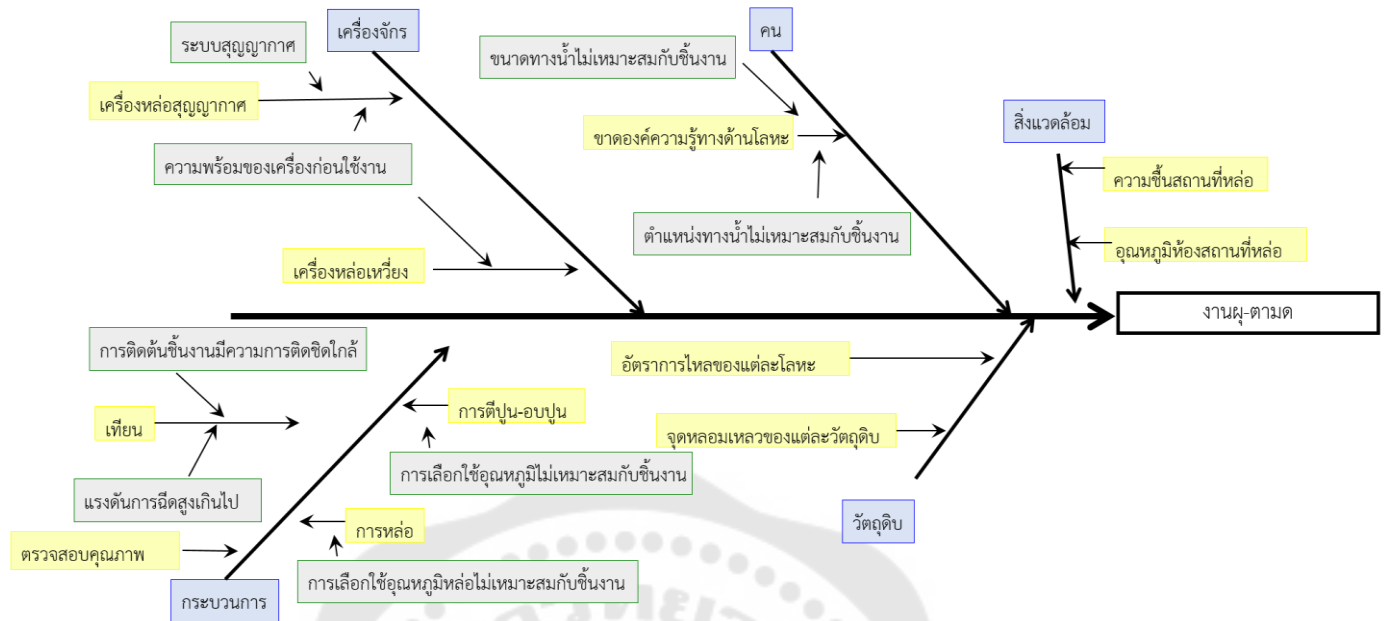 เครื่องจักร
คน
ระบบสุญญากาศ
ขนาดทางน้ำไม่เหมาะสมกับชิ้นงาน
เครื่องหล่อสุญญากาศ
สิ่งแวดล้อม
ขาดองค์ความรู้ทางด้านโลหะ
ความพร้อมของเครื่องก่อนใช้งาน
ความชื้นสถานที่หล่อ
ตำแหน่งทางน้ำไม่เหมาะสมกับชิ้นงาน
อุณหภูมิห้องสถานที่หล่อ
เครื่องหล่อเหวี่ยง
งานผุ-ตามด
การติดต้นชิ้นงานมีความการติดชิดใกล้
อัตราการไหลของแต่ละโลหะ
การตีปูน-อบปูน
เทียน
จุดหลอมเหลวของแต่ละวัตถุดิบ
การเลือกใช้อุณหภูมิไม่เหมาะสมกับชิ้นงาน
แรงดันการฉีดสูงเกินไป
วัตถุดิบ
การหล่อ
ตรวจสอบคุณภาพ
การเลือกใช้อุณหภูมิหล่อไม่เหมาะสมกับชิ้นงาน
กระบวนการ